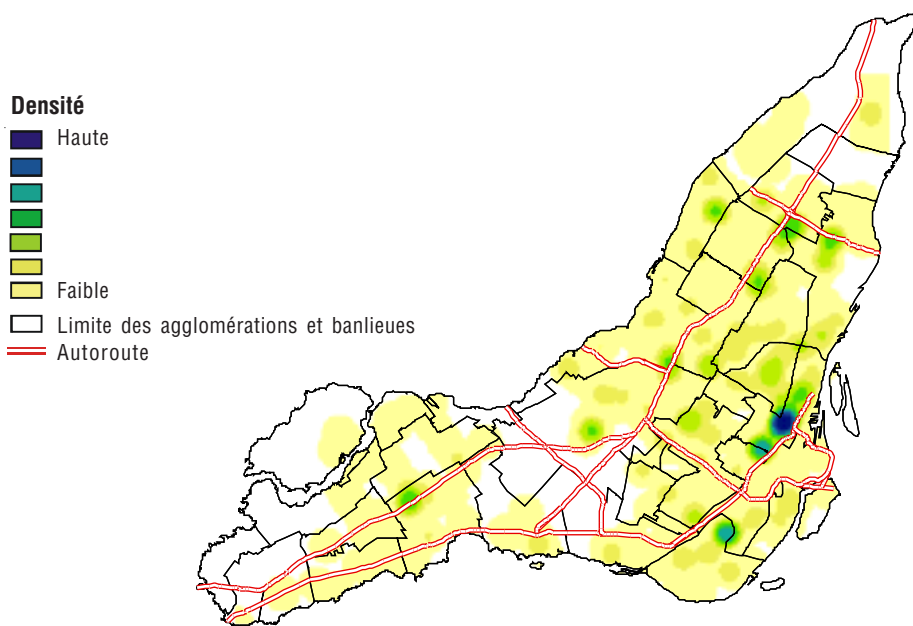 Densité
Haute
Faible
Limite des agglomérations et banlieues
Autoroute